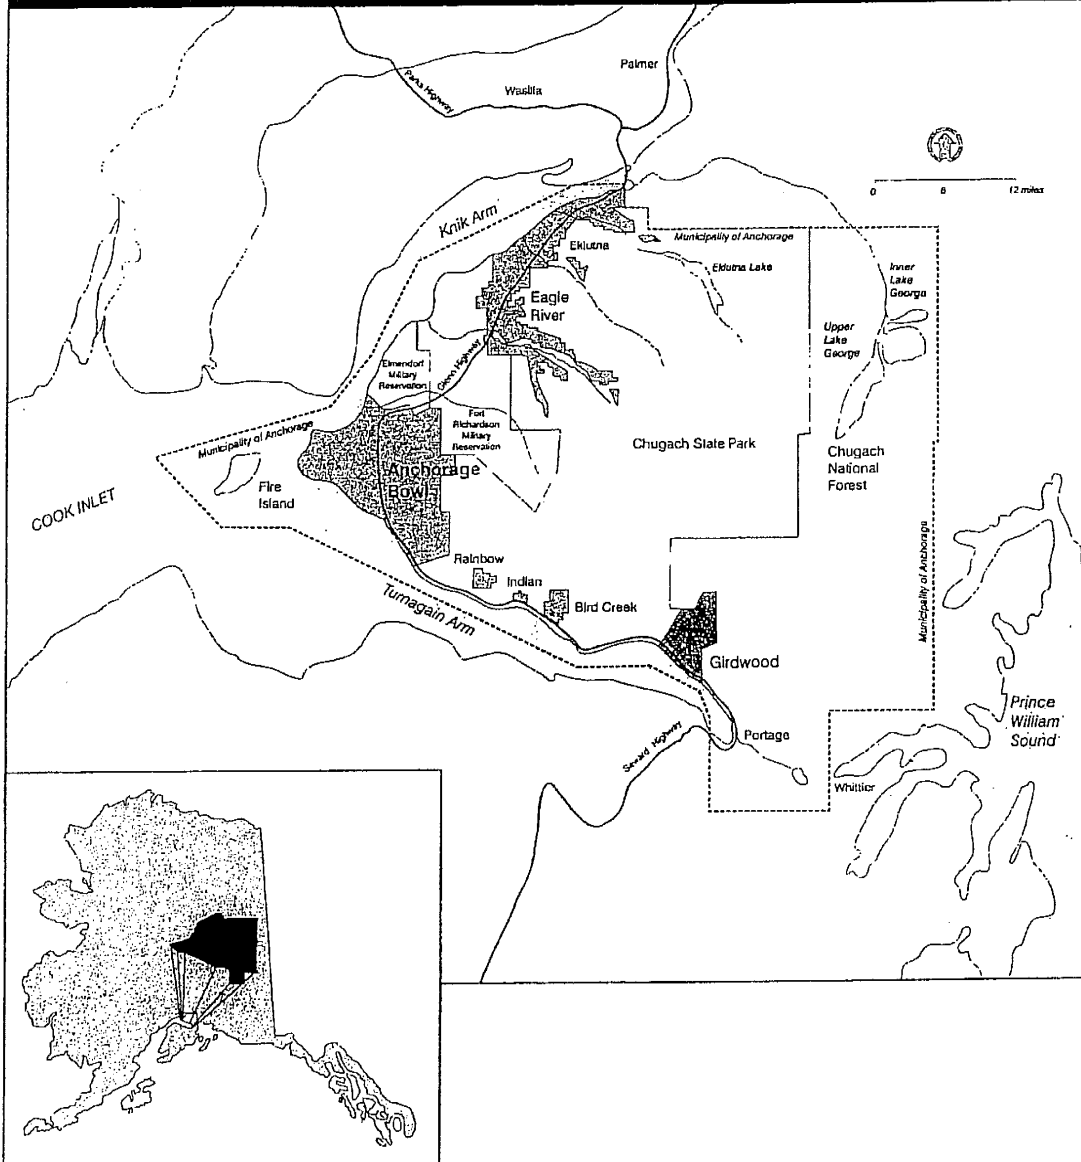 Palmer
Parks Highway
Wasilla
0 6 12 miles
Knik Arm
Municipality of Anchorage
Eklutna
Eklutna Lake
Inner
Lake
George
Eagle
River
Upper
Lake
George
Elmendorf
Military
Reservation
Glenn Highway
Fort
Richardson
Military
Reservation
Municipality of Anchorage
Chugach State Park
Chugach
National
Forest
Anchorage
Bowl
Fire
Island
COOK INLET
Rainbow
Indian
Bird Creek
Turnagain Arm
Municipality of Anchorage
Girdwood
Prince
William
Sound
Portage
Seward Highway
Whittier